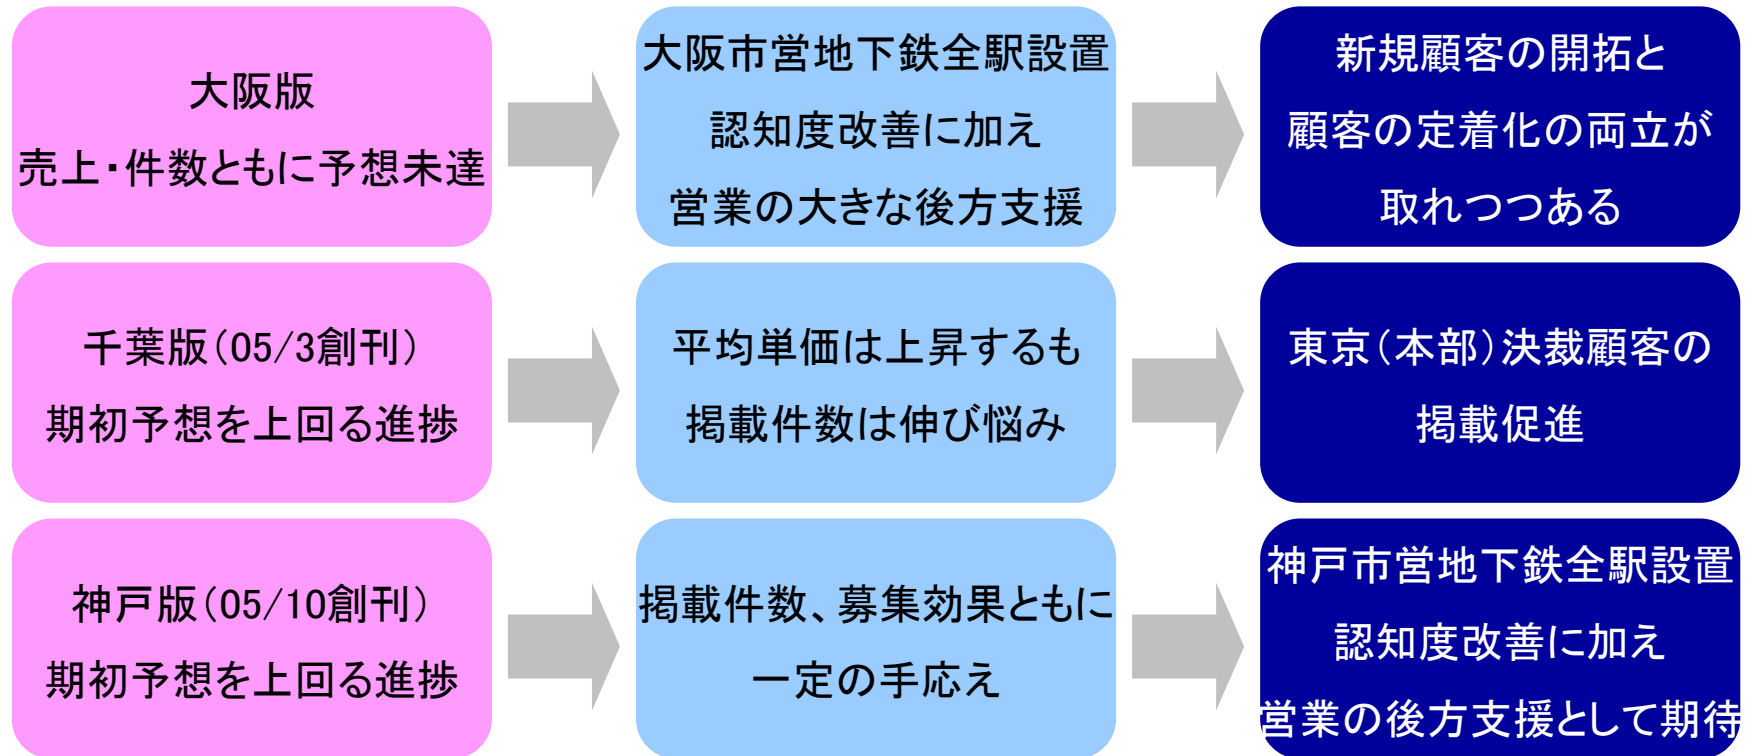 大阪版
売上・件数ともに予想未達
大阪市営地下鉄全駅設置
認知度改善に加え
営業の大きな後方支援
新規顧客の開拓と
顧客の定着化の両立が
取れつつある
千葉版（05/3創刊）
期初予想を上回る進捗
平均単価は上昇するも
掲載件数は伸び悩み
東京（本部）決裁顧客の
掲載促進
神戸版（05/10創刊）
期初予想を上回る進捗
掲載件数、募集効果ともに
一定の手応え
神戸市営地下鉄全駅設置
認知度改善に加え
営業の後方支援として期待